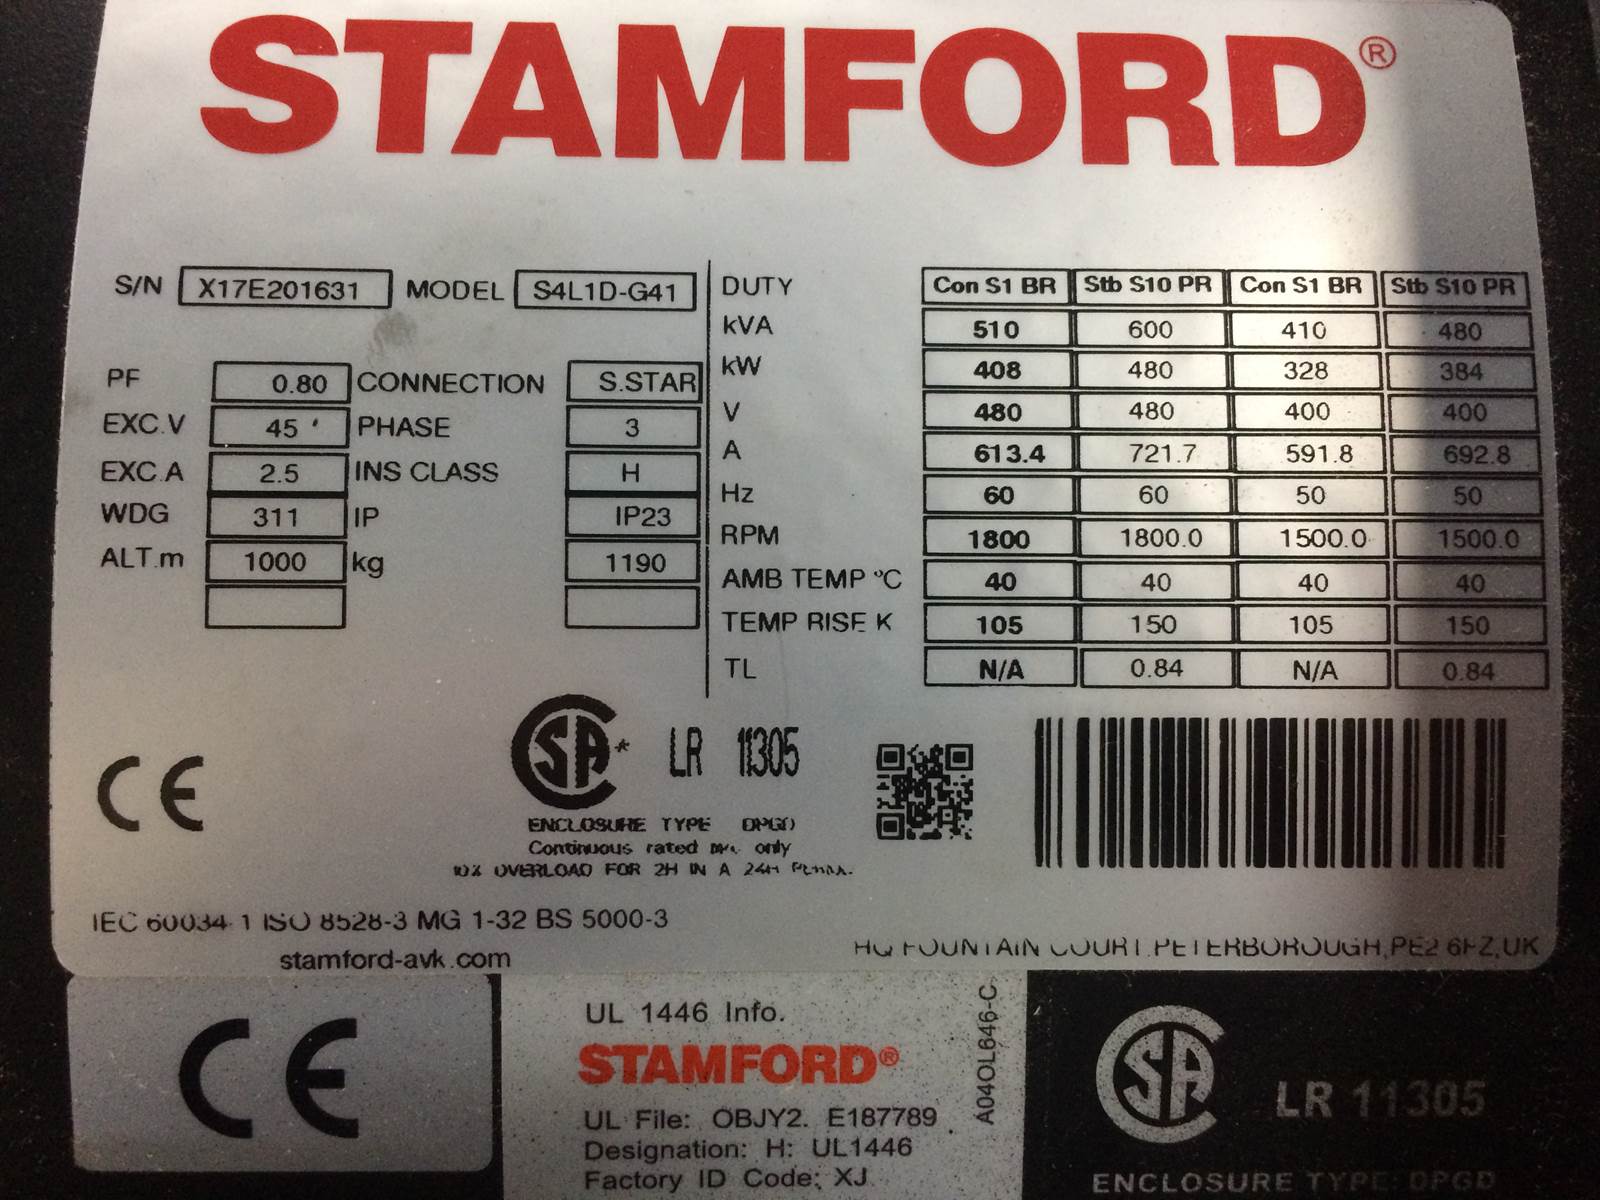 STAMFORD®
S/N X17E201631 MODEL S4L1D-G41
PF 0.80 CONNECTION S.STAR
EXC.V 45 PHASE 3
EXC.A 2.5 INS CLASS H
WDG 311 IP IP23
ALT.m 1000 kg 1190
DUTY Con S1 BR Stb S10 PR Con S1 BR Stb S10 PR
kVA 510 600 410 480
kW 408 480 328 384
V 480 480 400 400
A 613.4 721.7 591.8 692.8
Hz 60 60 50 50
RPM 1800 1800.0 1500.0 1500.0
AMB TEMP °C 40 40 40 40
TEMP RISE K 105 150 105 150
TL N/A 0.84 N/A 0.84
CE
CSA* LR 11305
ENCLOSURE TYPE DPGD
Continuous rated only
10% OVERLOAD FOR 2H IN A 24H
IEC 60034-1 ISO 8528-3 MG 1-32 BS 5000-3
stamford-avk.com
HQ FOUNTAIN COURT,PETERBOROUGH,PE2 6FZ,UK
CE
UL 1446 Info.
STAMFORD®
UL File: OBJY2. E187789
Designation: H: UL1446
Factory ID Code: XJ
A040L646-C
CSA LR 11305
ENCLOSURE TYPE: DPGD